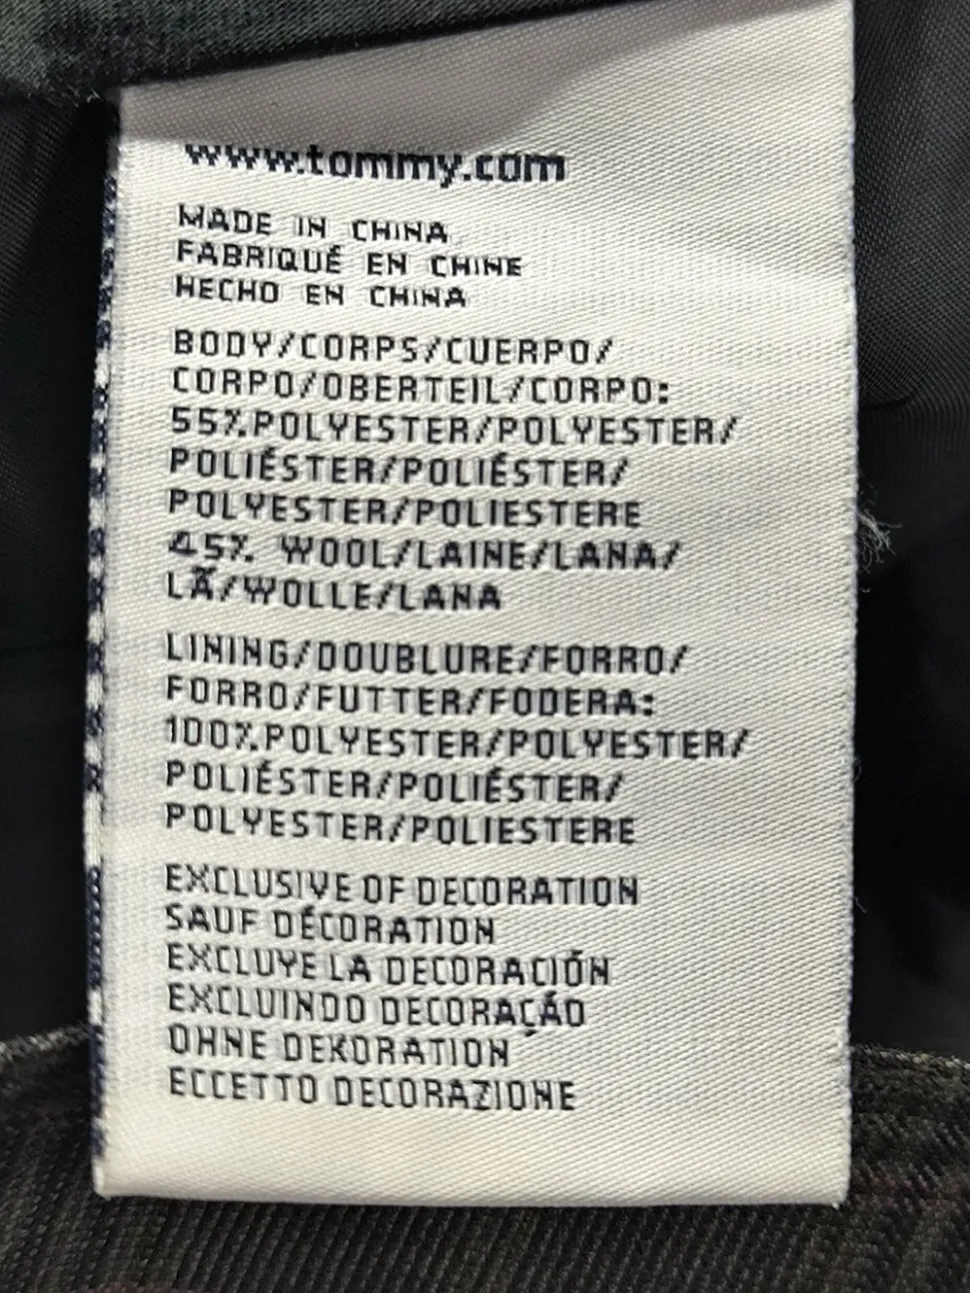 www.tommy.com
MADE IN CHINA
FABRIQUÉ EN CHINE
HECHO EN CHINA
BODY/CORPS/CUERPO/
CORPO/OBERTEIL/CORPO:
55%POLYESTER/POLYESTER/
POLIÉSTER/POLIÉSTER/
POLYESTER/POLIESTERE
45% WOOL/LAINE/LANA/
LÃ/WOLLE/LANA
LINING/DOUBLURE/FORRO/
FORRO/FUTTER/FODERA:
100%POLYESTER/POLYESTER/
POLIÉSTER/POLIÉSTER/
POLYESTER/POLIESTERE
EXCLUSIVE OF DECORATION
SAUF DÉCORATION
EXCLUYE LA DECORACIÓN
EXCLUINDO DECORAÇÃO
OHNE DEKORATION
ECCETTO DECORAZIONE